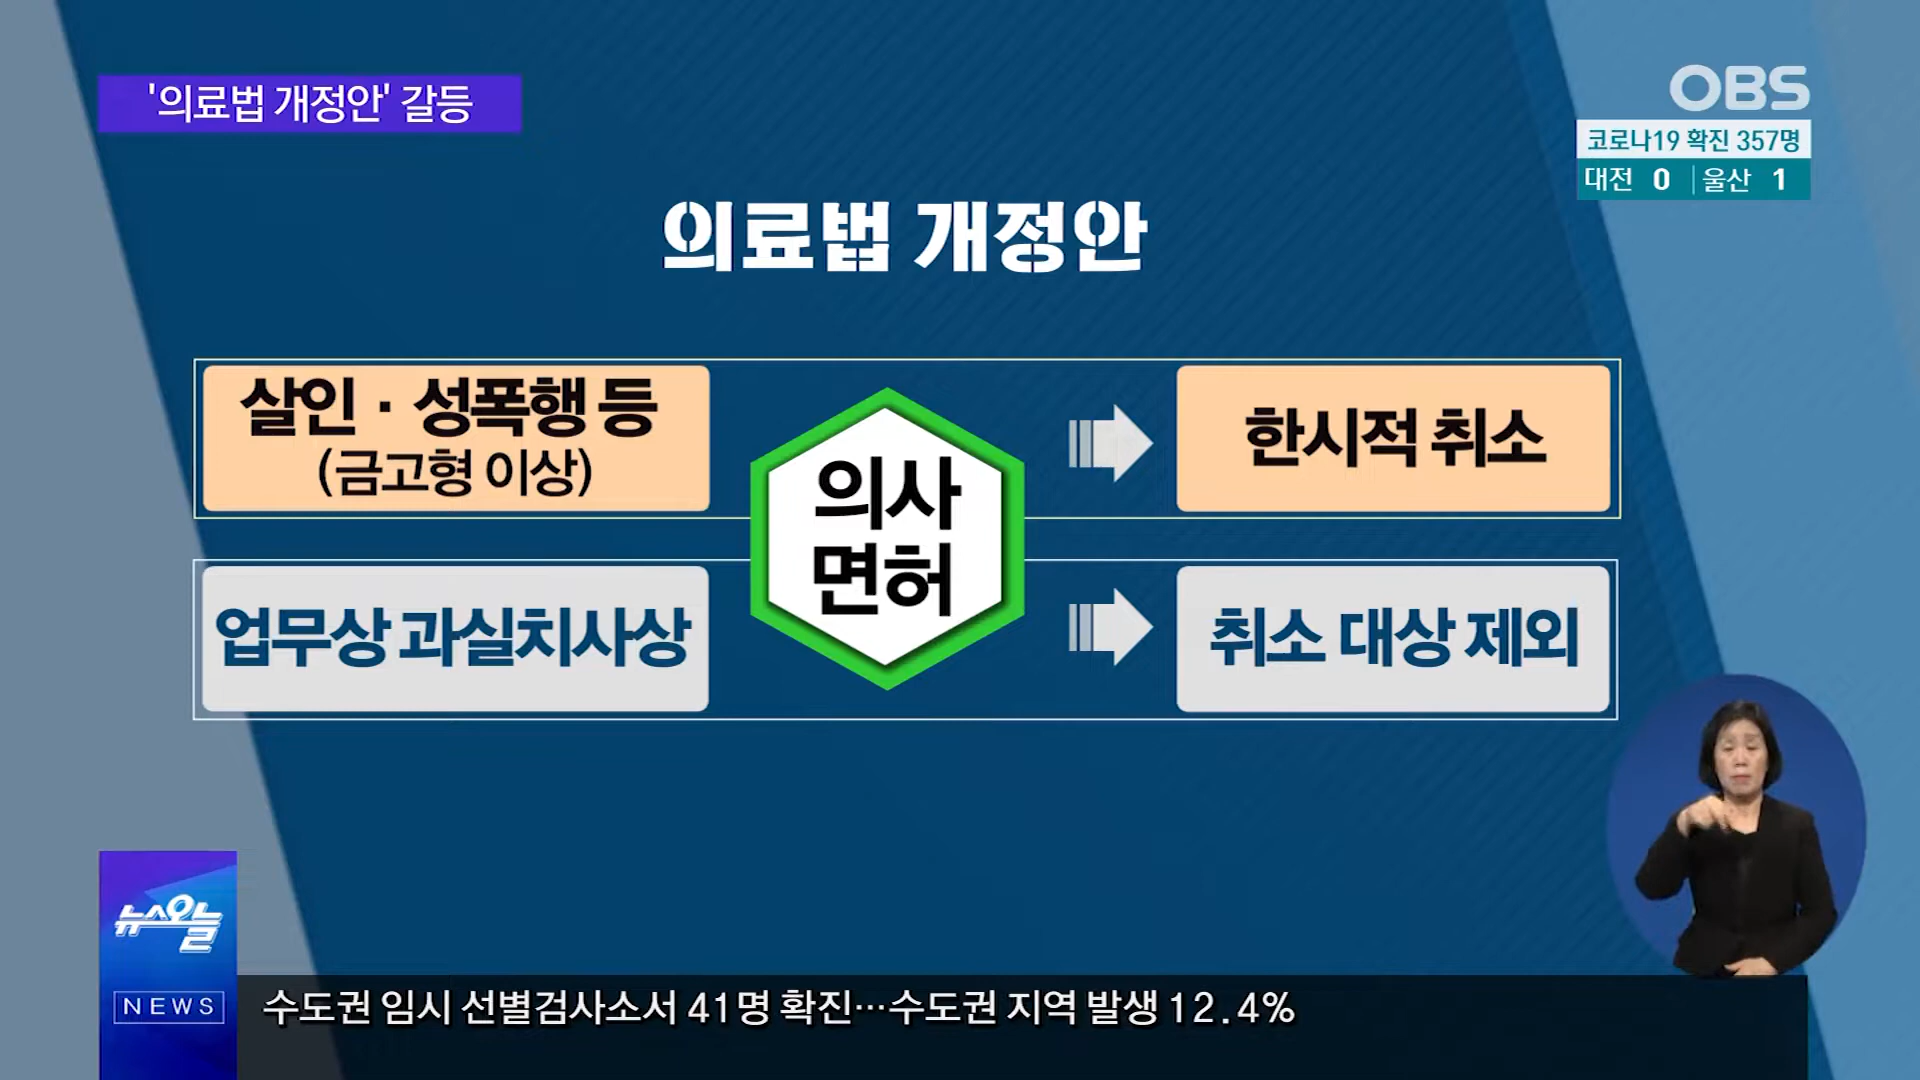 '의료법 개정안' 갈등
OBS
코로나19 확진 357명
대전 0 울산 1
의료법 개정안
살인 · 성폭행 등
(금고형 이상)
의사
면허
한시적 취소
업무상 과실치사상
취소 대상 제외
뉴스오늘
NEWS
수도권 임시 선별검사소서 41명 확진…수도권 지역 발생 12.4%